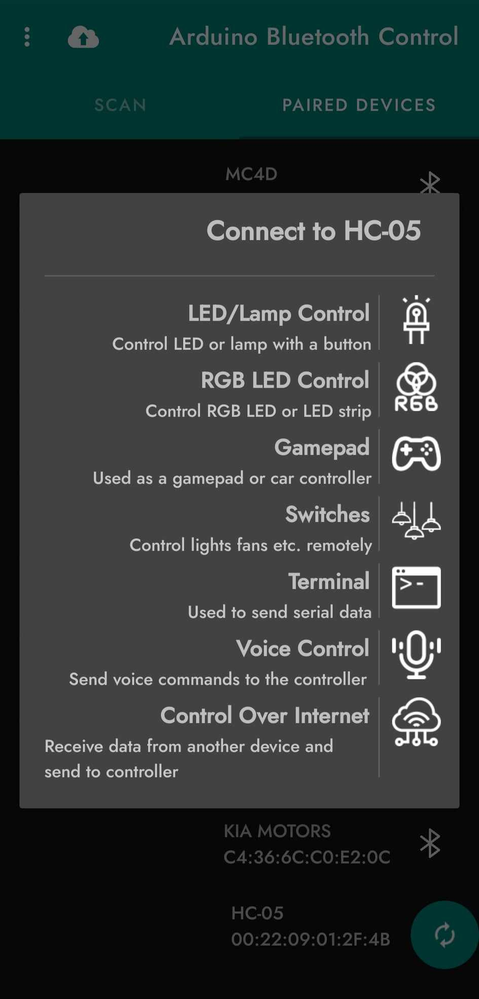 Arduino Bluetooth Control
SCAN
PAIRED DEVICES
MC4D
Connect to HC-05
LED/Lamp Control
Control LED or lamp with a button
RGB LED Control
Control RGB LED or LED strip
RGB
Gamepad
Used as a gamepad or car controller
Switches
Control lights fans etc. remotely
Terminal
Used to send serial data
Voice Control
Send voice commands to the controller
Control Over Internet
Receive data from another device and
send to controller
KIA MOTORS
C4:36:6C:C0:E2:0C
HC-05
00:22:09:01:2F:4B